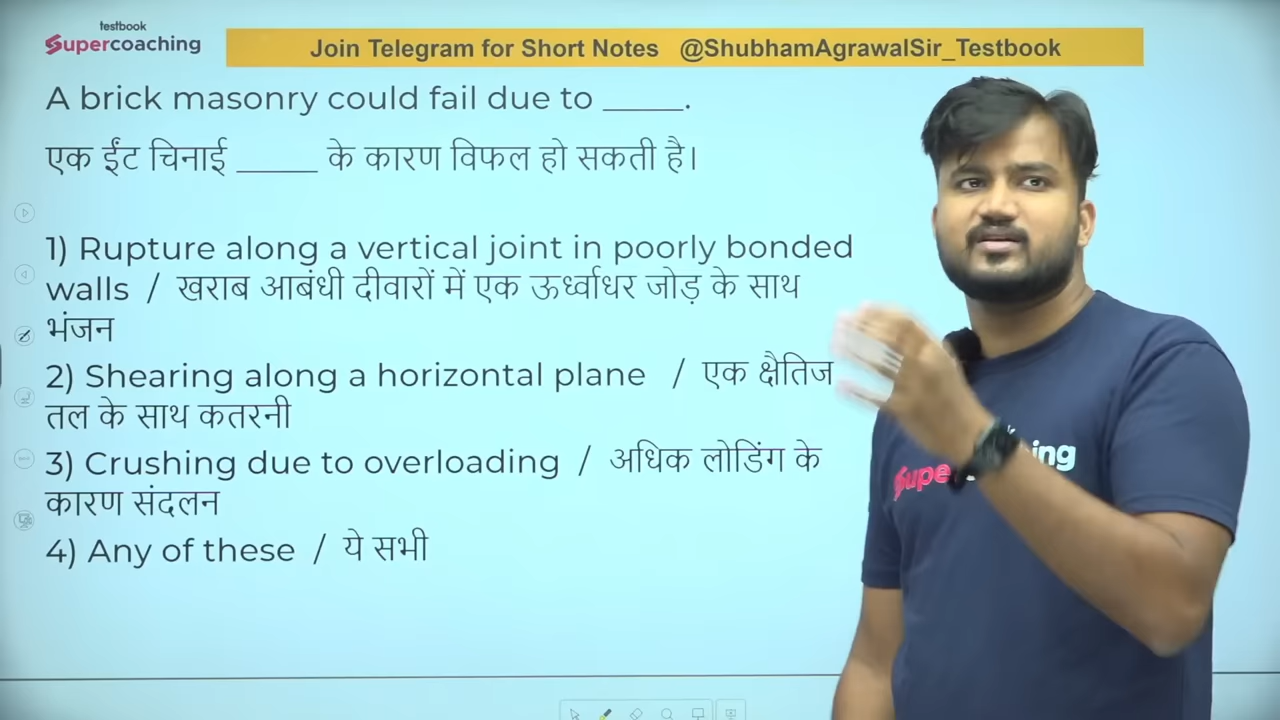 testbook
Supercoaching
Join Telegram for Short Notes @ShubhamAgrawalSir_Testbook
A brick masonry could fail due to _____.
एक ईंट चिनाई _____ के कारण विफल हो सकती है।
1) Rupture along a vertical joint in poorly bonded
walls / खराब आबंधी दीवारों में एक ऊर्ध्वाधर जोड़ के साथ
भंजन
2) Shearing along a horizontal plane / एक क्षैतिज
तल के साथ कतरनी
3) Crushing due to overloading / अधिक लोडिंग के
कारण संदलन
4) Any of these / ये सभी